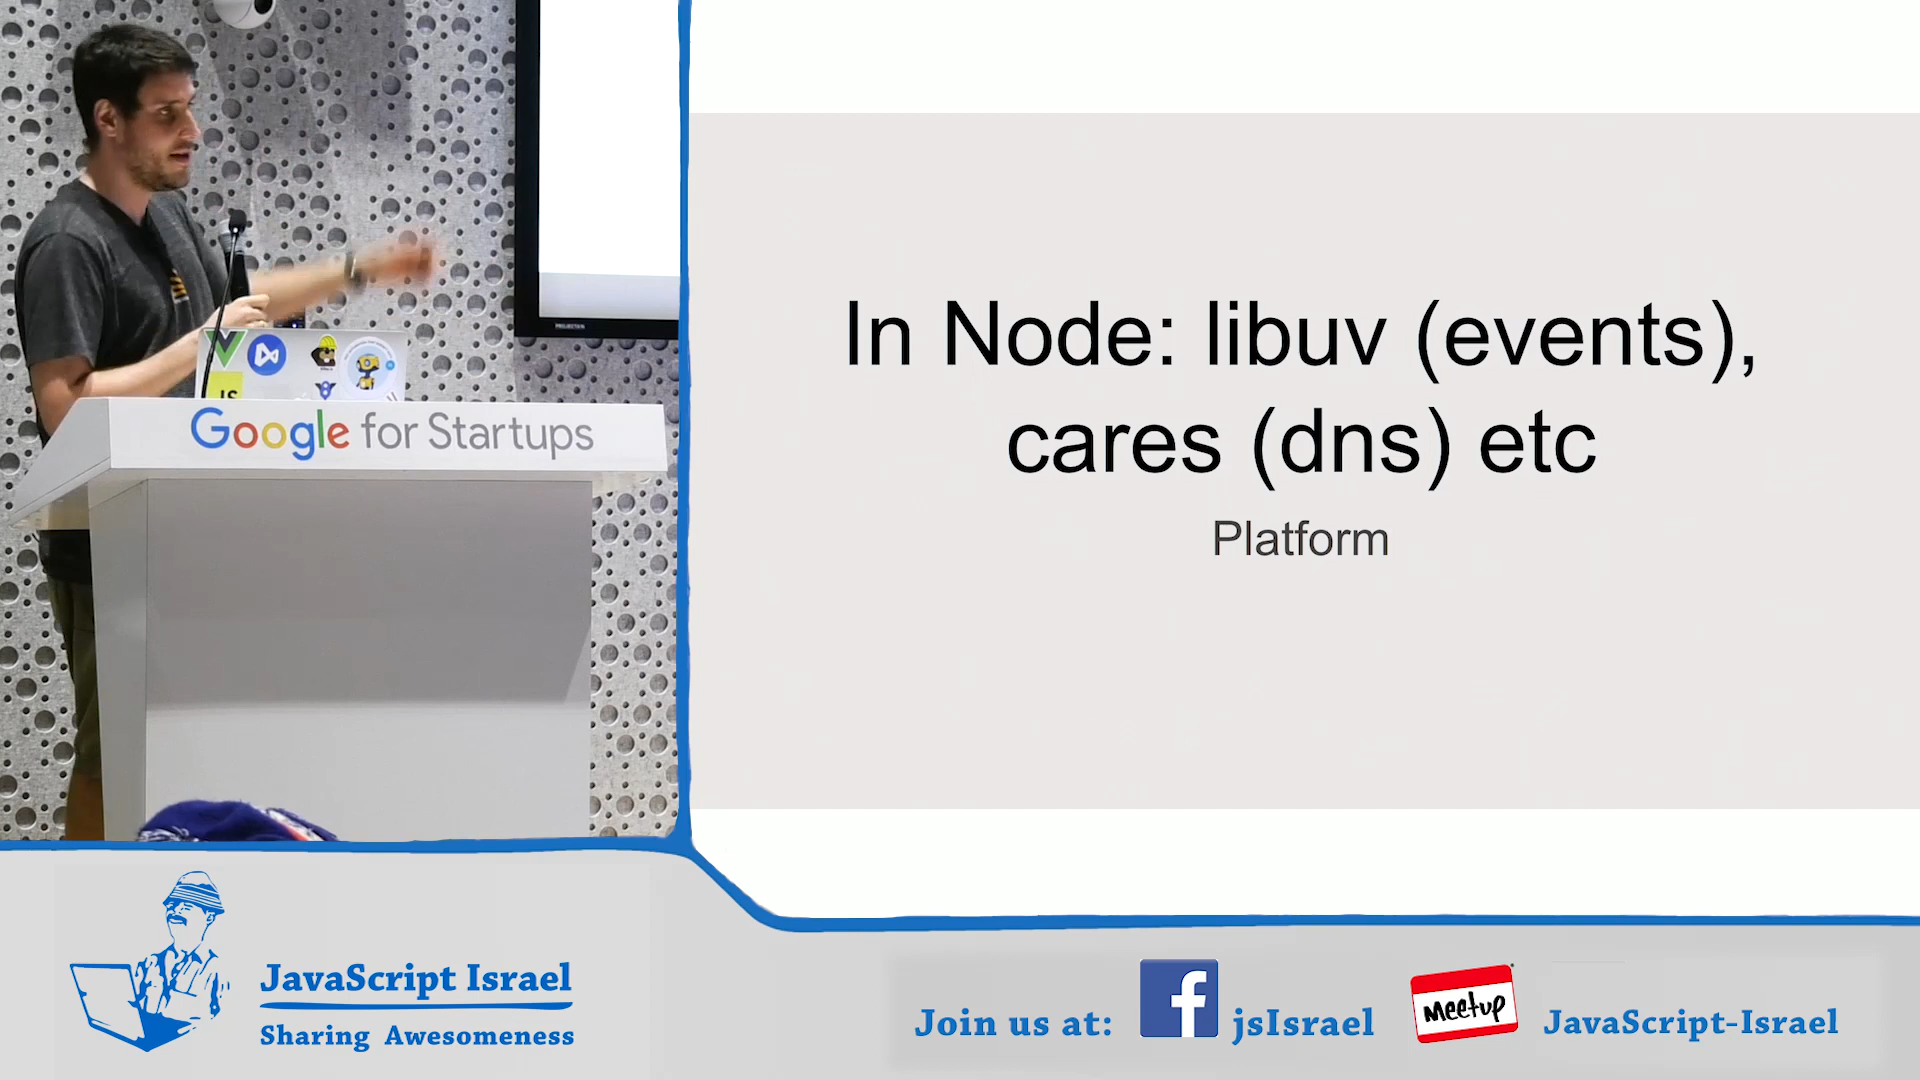 In Node: libuv (events),
cares (dns) etc
Platform
JS
Google for Startups
JavaScript Israel
Sharing Awesomeness
Join us at:
f
jsIsrael
Meetup
JavaScript-Israel